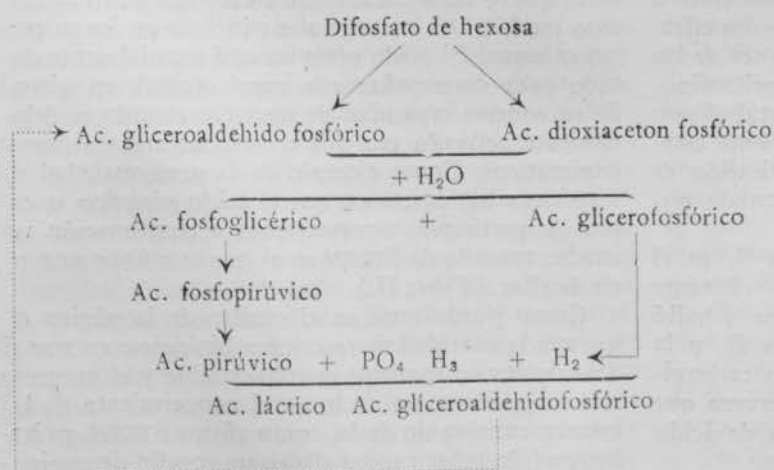 Difosfato de hexosa
Ac. gliceroaldehido fosfórico Ac. dioxiaceton fosfórico
+ H₂O
Ac. fosfoglicérico + Ac. glicerofosfórico
Ac. fosfopirúvico
Ac. pirúvico + PO₄ H₃ + H₂
Ac. láctico Ac. gliceroaldehidofosfórico